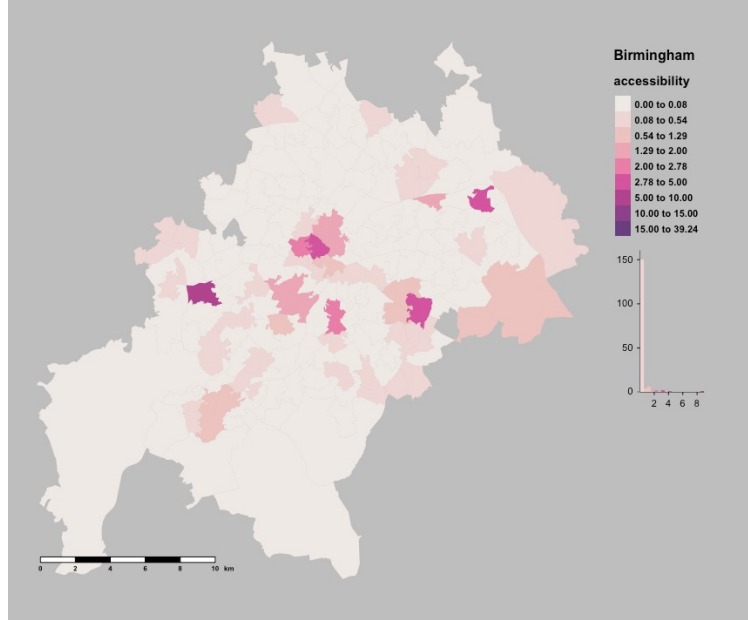 Birmingham
accessibility
0.00 to 0.08
0.08 to 0.54
0.54 to 1.29
1.29 to 2.00
2.00 to 2.78
2.78 to 5.00
5.00 to 10.00
10.00 to 15.00
15.00 to 39.24
150
100
50
0
2 4 6 8
0 2 4 6 8 10 km